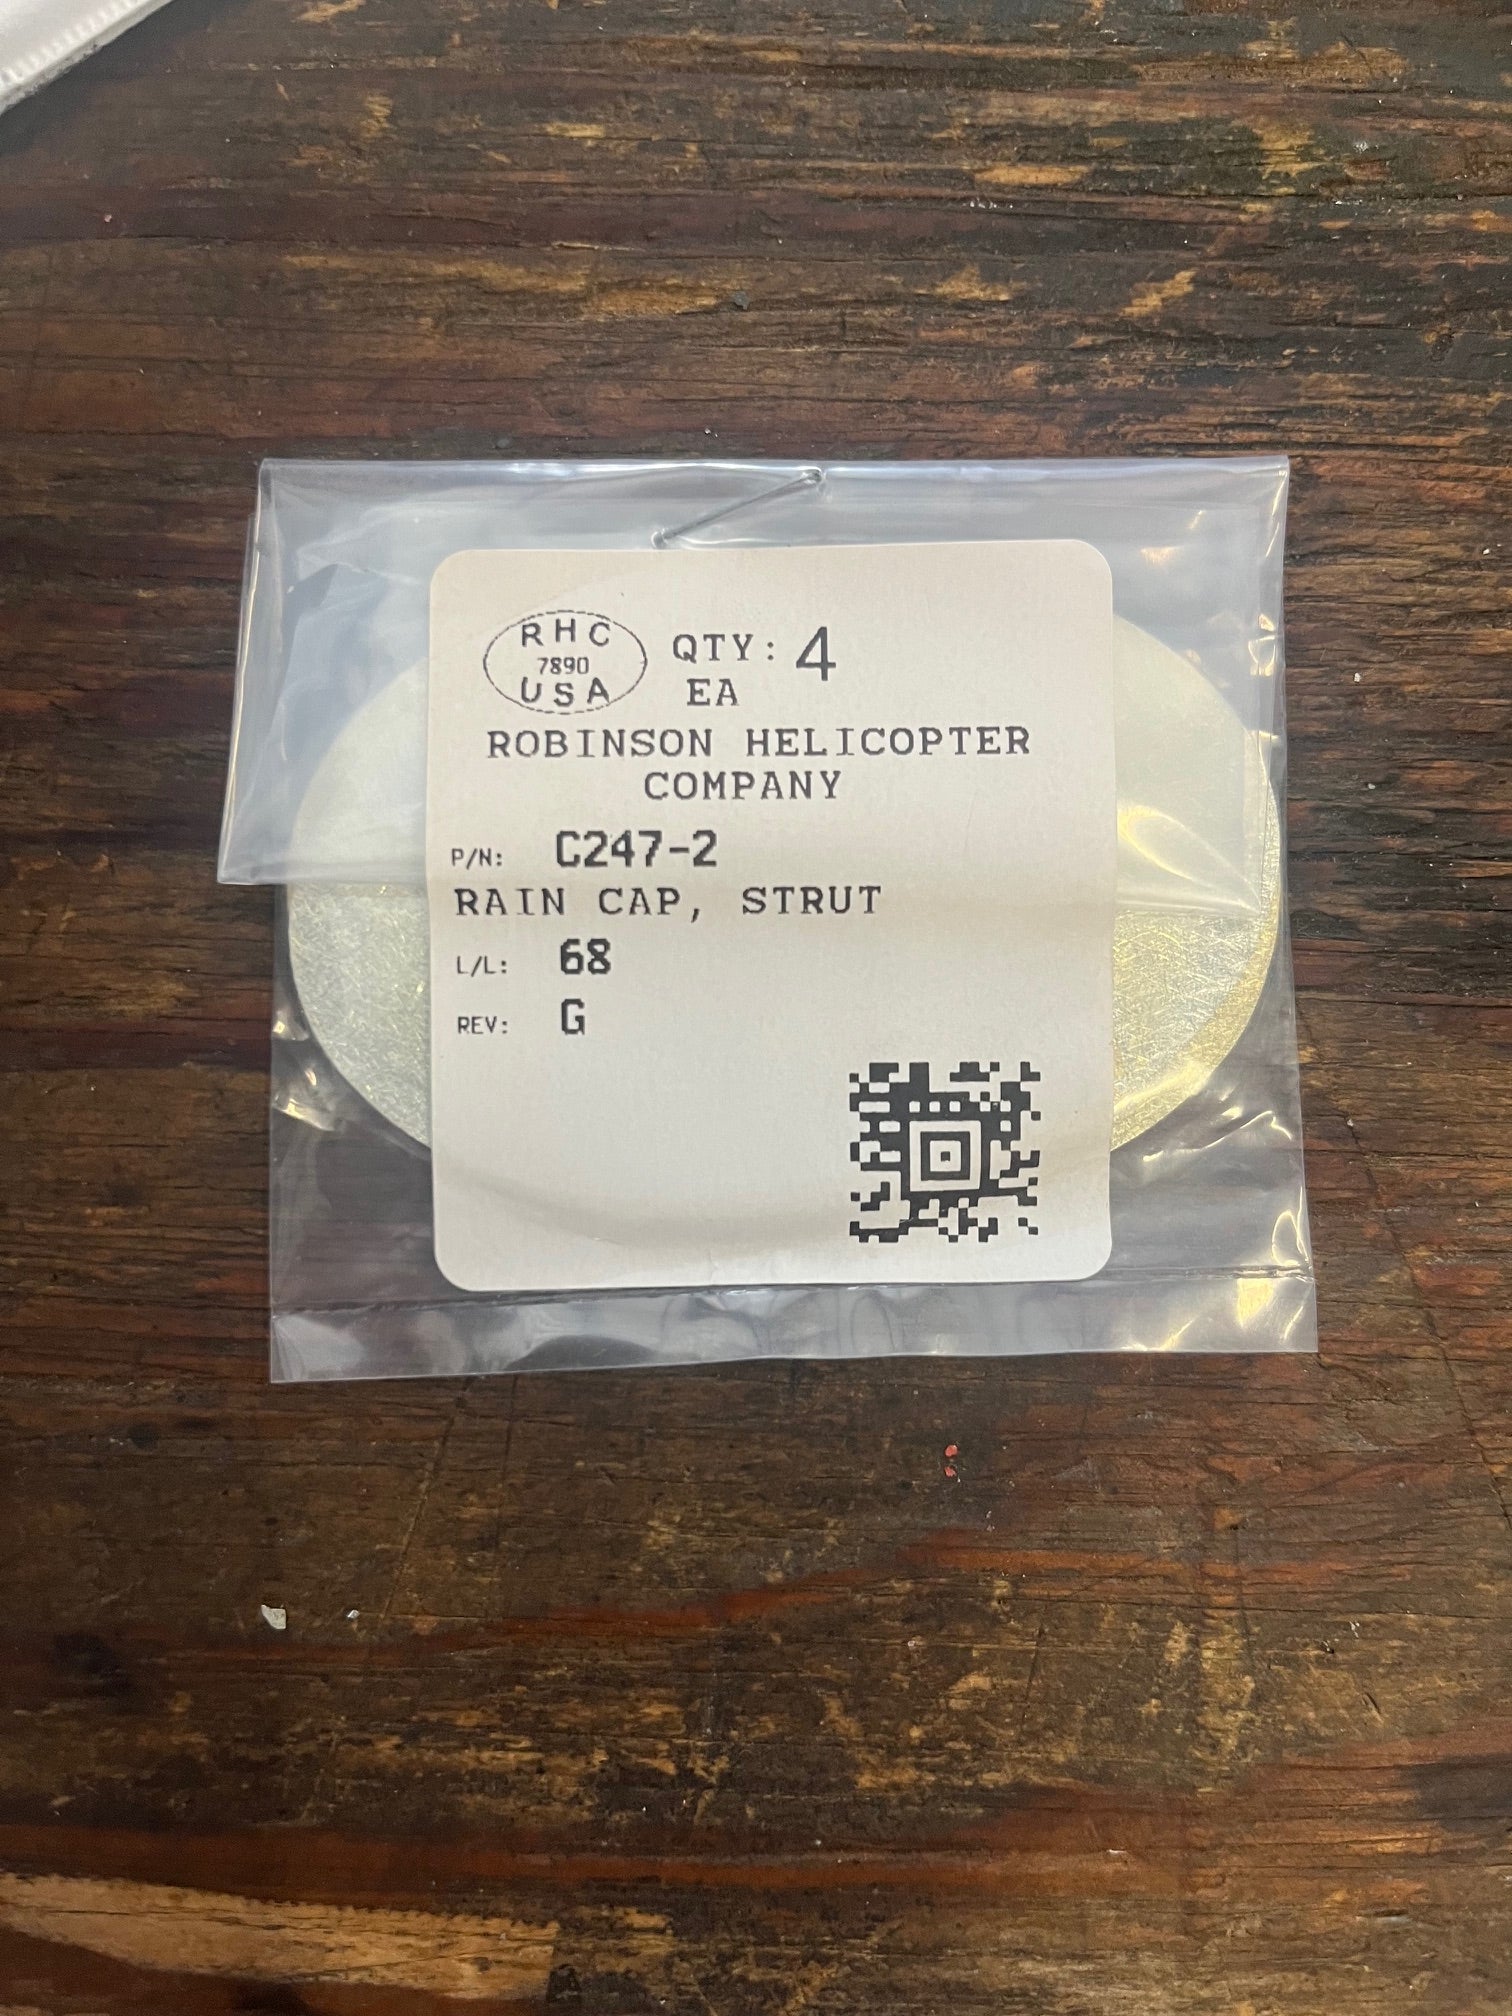 RHC
7890
USA
QTY: 4
EA
ROBINSON HELICOPTER
COMPANY
P/N: C247-2
RAIN CAP, STRUT
L/L: 68
REV: G